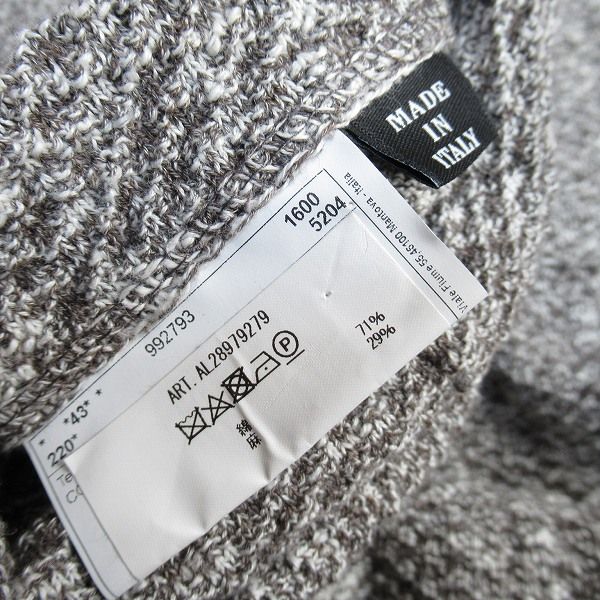 MADE
IN
ITALY
Viale Fiume 55,46100 Mantova - Italia
1600
5204
992793
* *43* *
220*
ART. AL28979279
綿 71%
麻 29%